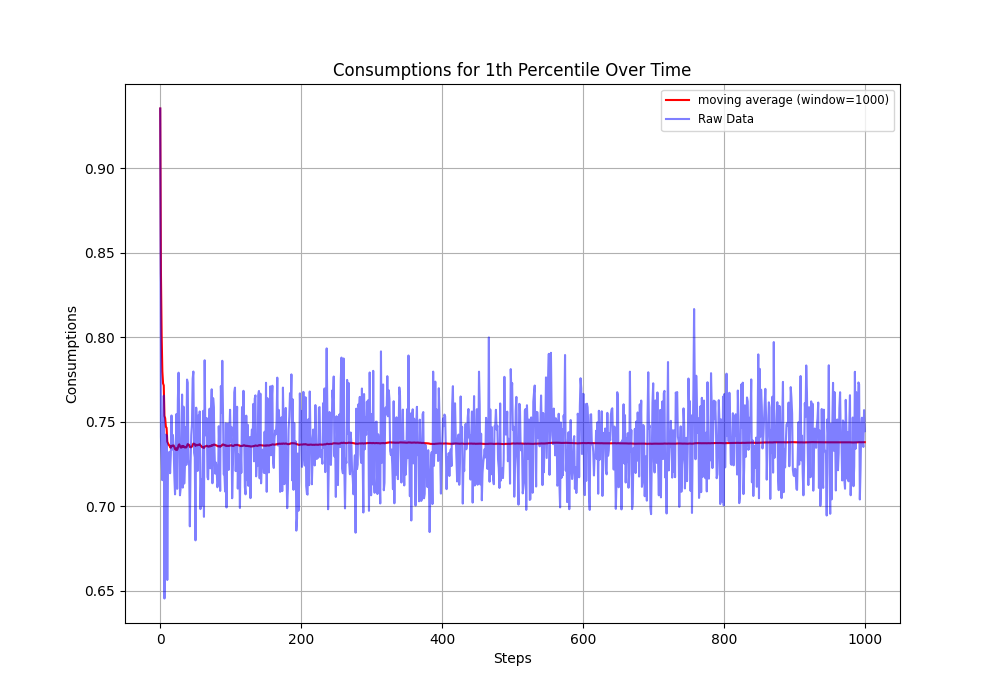 Consumptions for 1th Percentile Over Time
moving average (window=1000)
Raw Data
0.90
0.85
0.80
0.75
0.70
0.65
Consumptions
0 200 400 600 800 1000
Steps